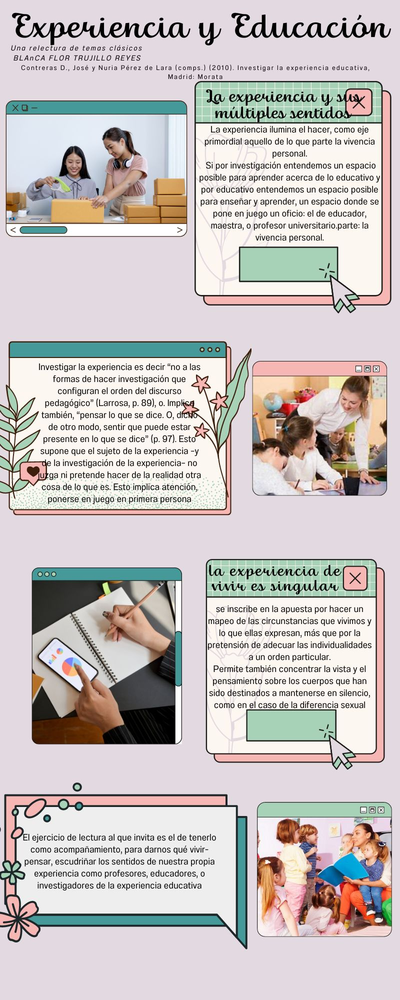 Experiencia y Educación
Una relectura de temas clásicos
BLAnCA FLOR TRUJILLO REYES
Contreras D., José y Nuria Pérez de Lara (comps.) (2010). Investigar la experiencia educativa,
Madrid: Morata
La experiencia y sus
múltiples sentidos
La experiencia ilumina el hacer, como eje
primordial aquello de lo que parte la vivencia
personal.
Si por investigación entendemos un espacio
posible para aprender acerca de lo educativo y
por educativo entendemos un espacio posible
para enseñar y aprender, un espacio donde se
pone en juego un oficio: el de educador,
maestra, o profesor universitario.parte: la
vivencia personal.
Investigar la experiencia es decir “no a las
formas de hacer investigación que
configuran el orden del discurso
pedagógico” (Larrosa, p. 89), o. Implica
también, “pensar lo que se dice. O, dicho
de otro modo, sentir que puede estar
presente en lo que se dice” (p. 97). Esto
supone que el sujeto de la experiencia –y
de la investigación de la experiencia– no
juzga ni pretende hacer de la realidad otra
cosa de lo que es. Esto implica atención,
ponerse en juego en primera persona
la experiencia de
vivir es singular
se inscribe en la apuesta por hacer un
mapeo de las circunstancias que vivimos y
lo que ellas expresan, más que por la
pretensión de adecuar las individualidades
a un orden particular.
Permite también concentrar la vista y el
pensamiento sobre los cuerpos que han
sido destinados a mantenerse en silencio,
como en el caso de la diferencia sexual
El ejercicio de lectura al que invita es el de tenerlo
como acompañamiento, para darnos qué vivir-
pensar, escudriñar los sentidos de nuestra propia
experiencia como profesores, educadores, o
investigadores de la experiencia educativa